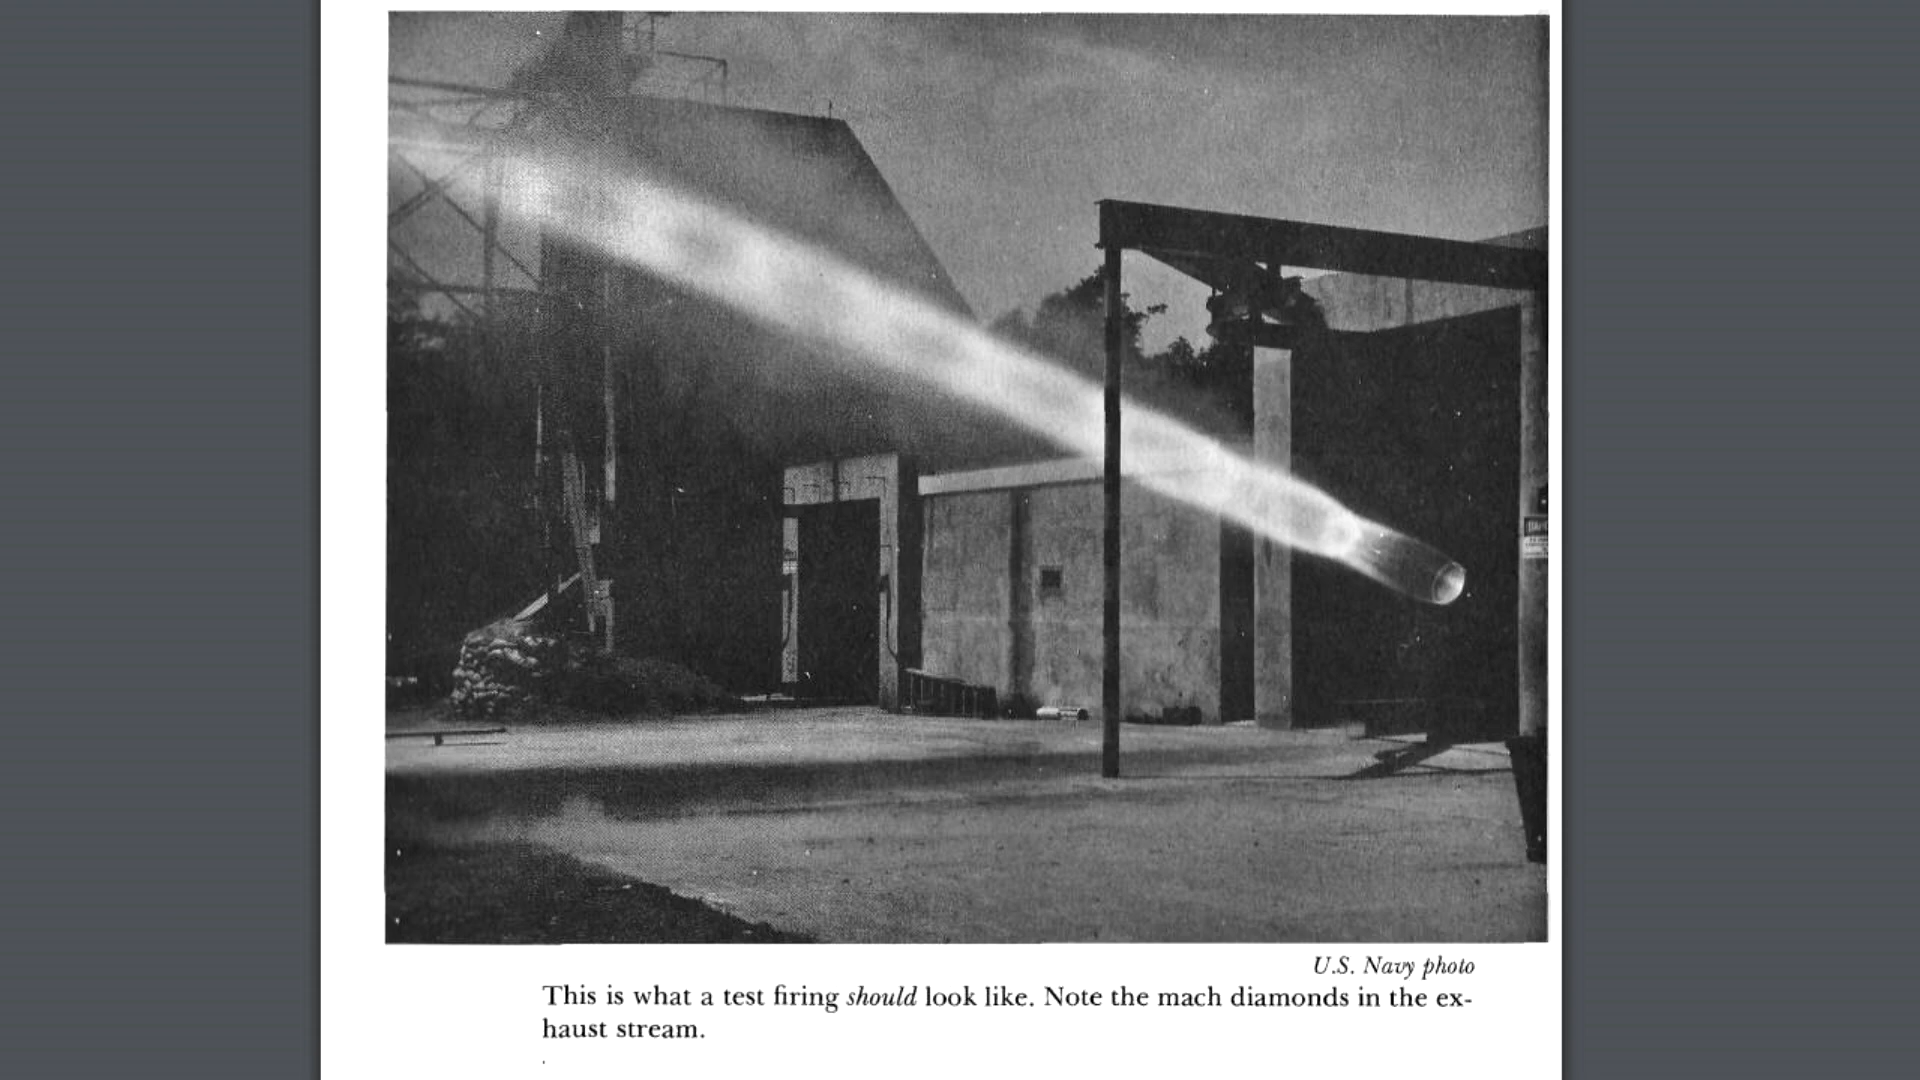 U.S. Navy photo
This is what a test firing should look like. Note the mach diamonds in the ex-
haust stream.